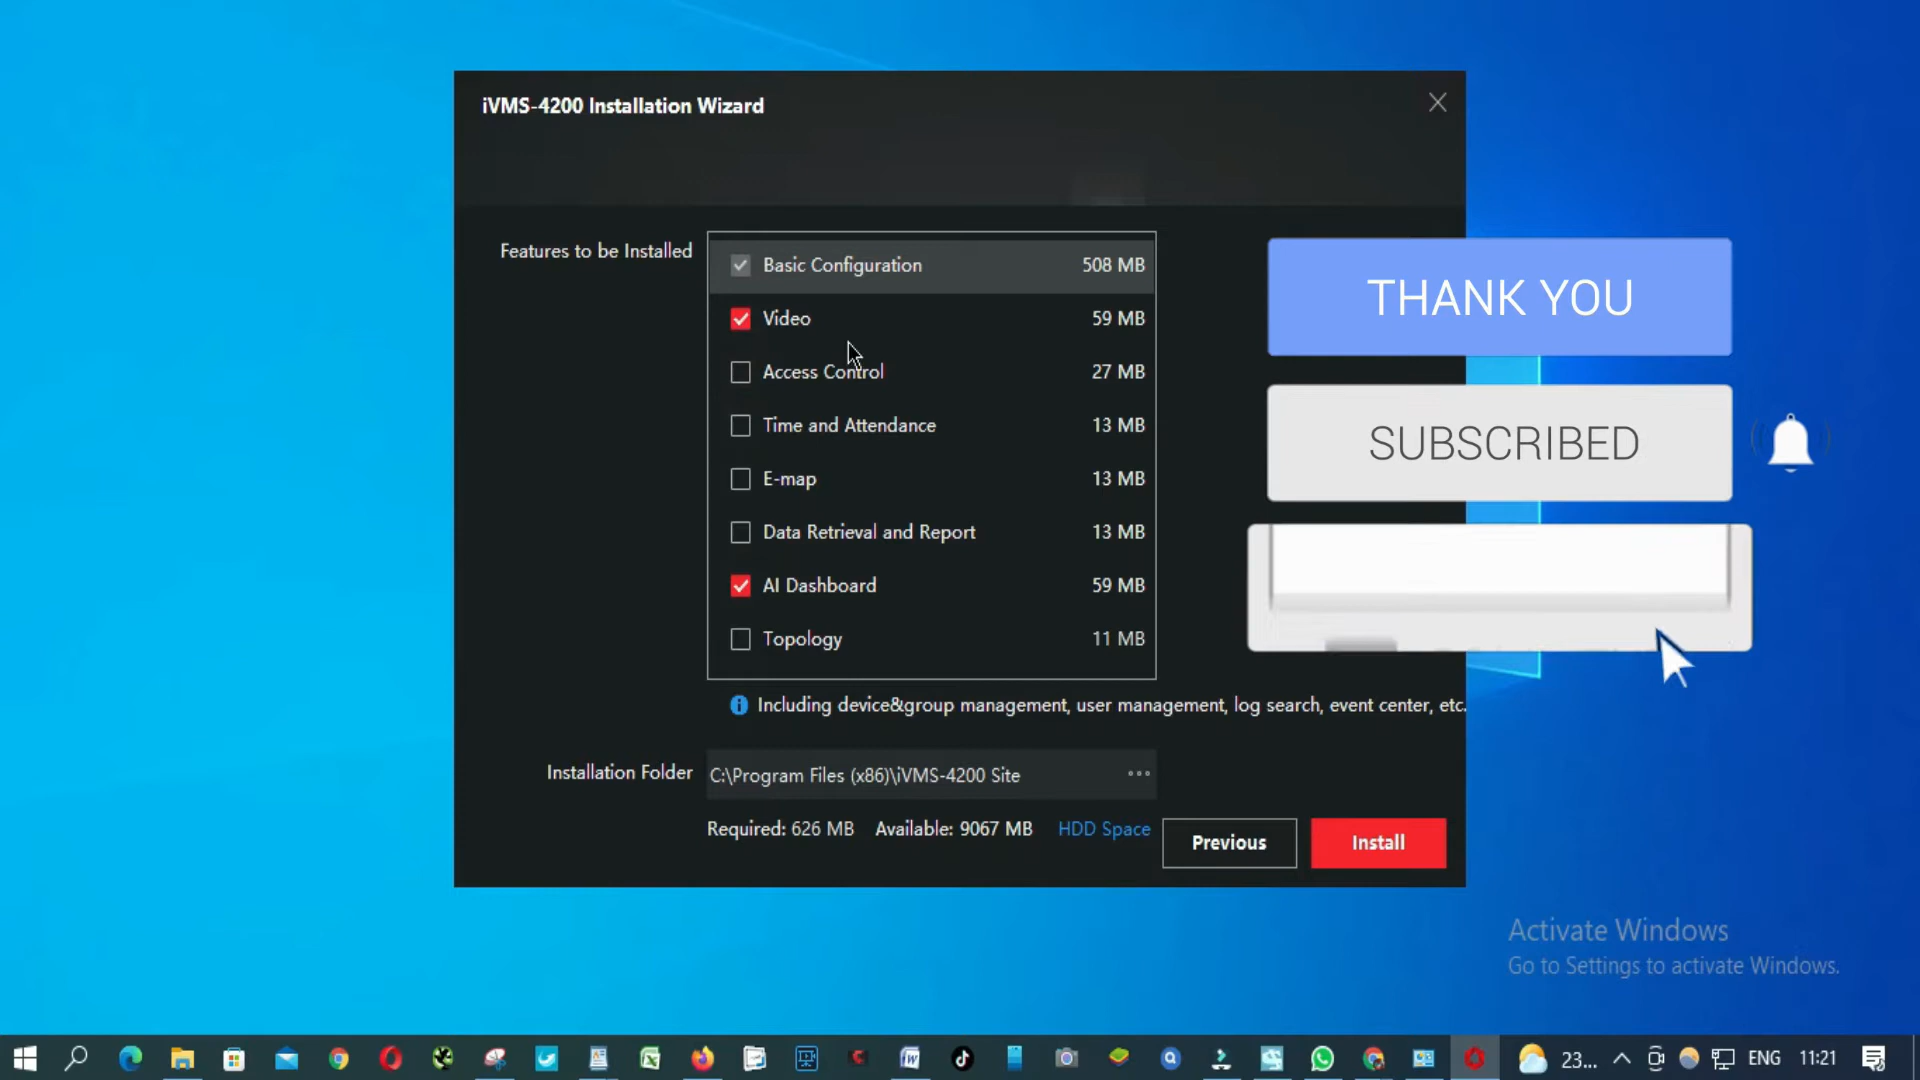 iVMS-4200 Installation Wizard
Features to be Installed
Basic Configuration 508 MB
Video 59 MB
Access Control 27 MB
Time and Attendance 13 MB
E-map 13 MB
Data Retrieval and Report 13 MB
AI Dashboard 59 MB
Topology 11 MB
Including device&group management, user management, log search, event center, etc.
Installation Folder C:\Program Files (x86)\iVMS-4200 Site ...
Required: 626 MB Available: 9067 MB HDD Space
Previous
Install
THANK YOU
SUBSCRIBED
Activate Windows
Go to Settings to activate Windows.
23... ENG 11:21